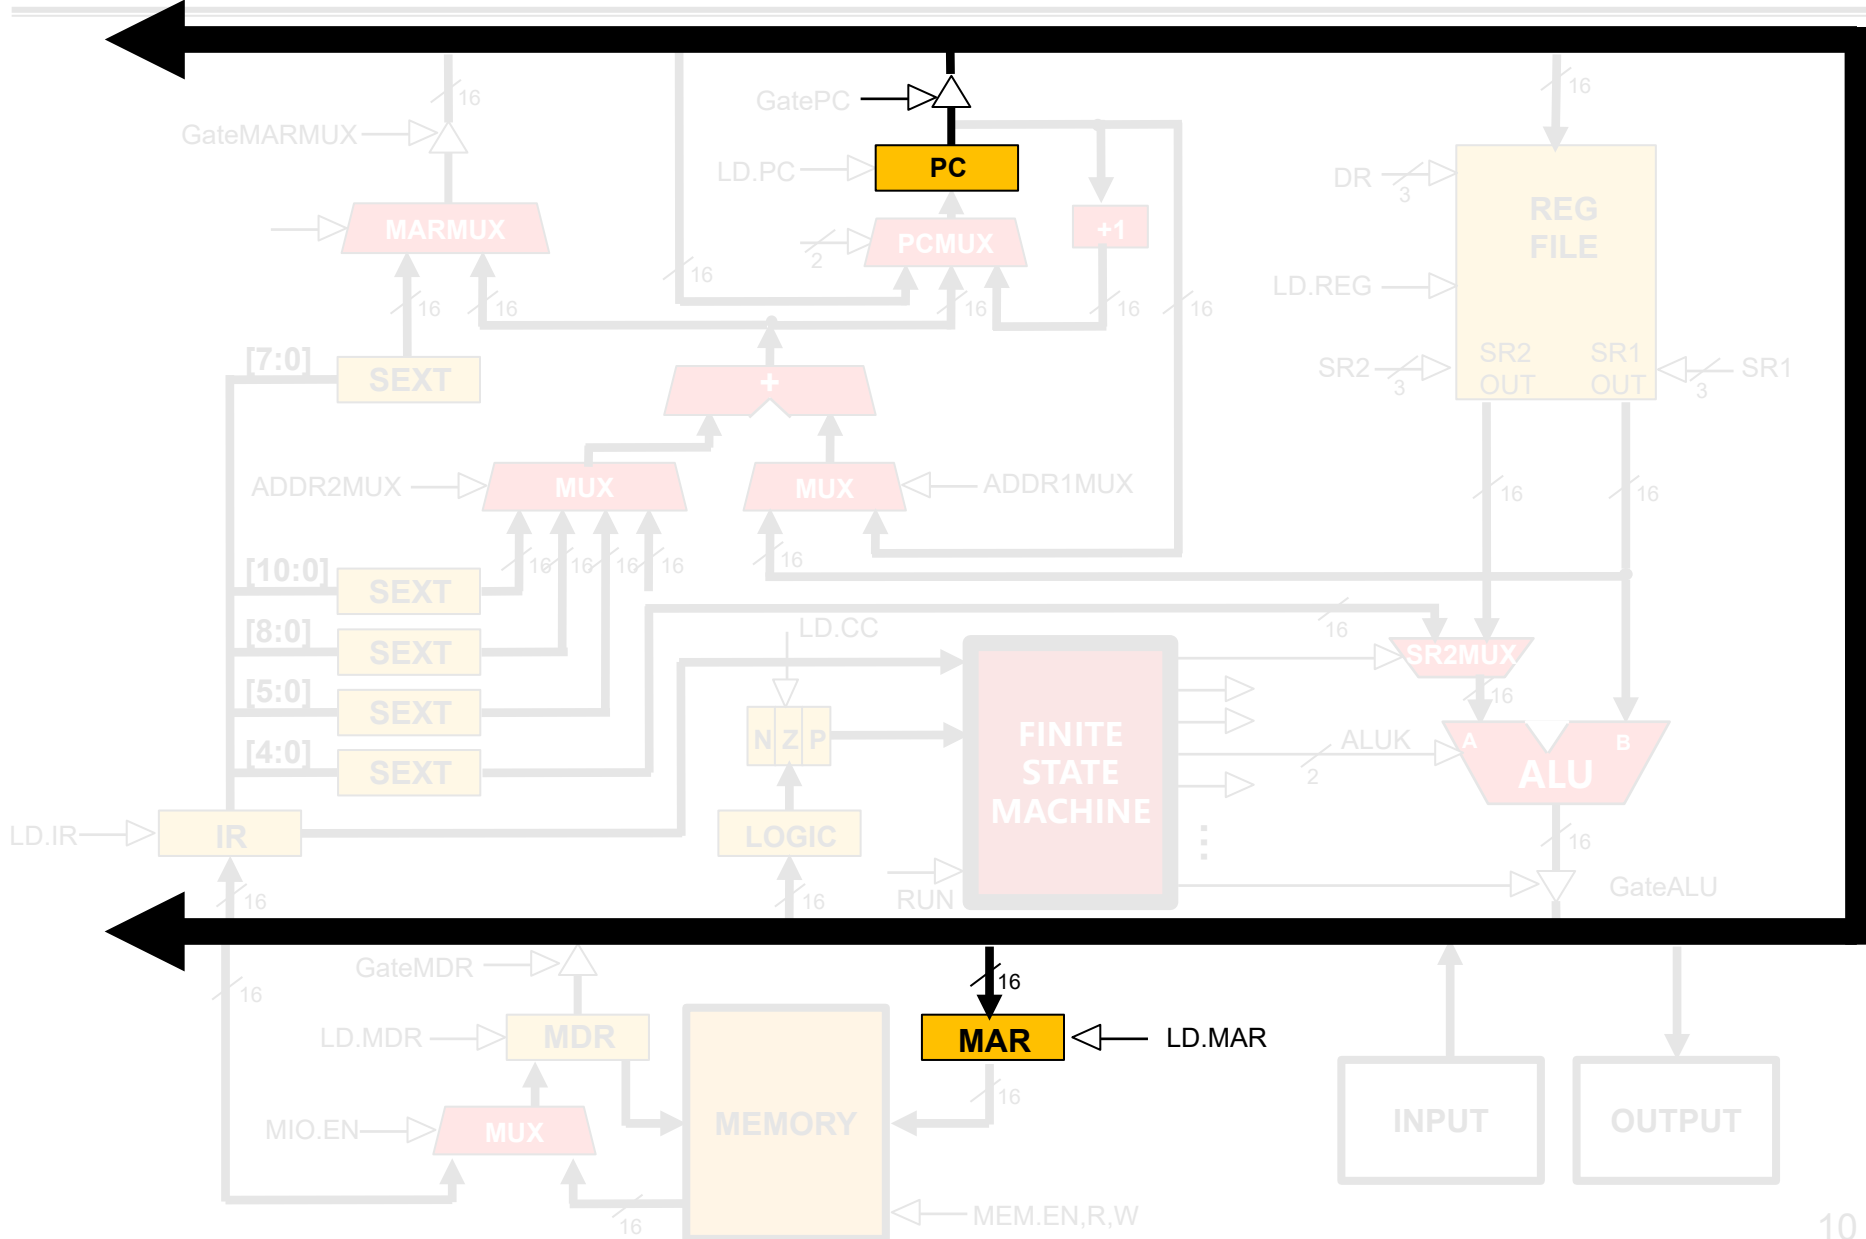 16
GatePC
16
GateMARMUX
LD.PC
PC
DR
3
REG
FILE
MARMUX
2
PCMUX
+1
16
LD.REG
16
16
16
16
16
[7:0]
SEXT
+
SR2
OUT
SR1
OUT
SR2
3
3
SR1
ADDR2MUX
MUX
MUX
ADDR1MUX
16
16
16
16
16
16
16
[10:0]
SEXT
[8:0]
SEXT
LD.CC
16
SR2MUX
[5:0]
SEXT
16
N Z P
FINITE
STATE
MACHINE
ALUK
2
A
B
ALU
[4:0]
SEXT
LD.IR
IR
LOGIC
⋮
16
16
16
RUN
GateALU
GateMDR
16
16
LD.MDR
MDR
MAR
LD.MAR
16
MIO.EN
MUX
MEMORY
INPUT
OUTPUT
16
MEM.EN,R,W
10